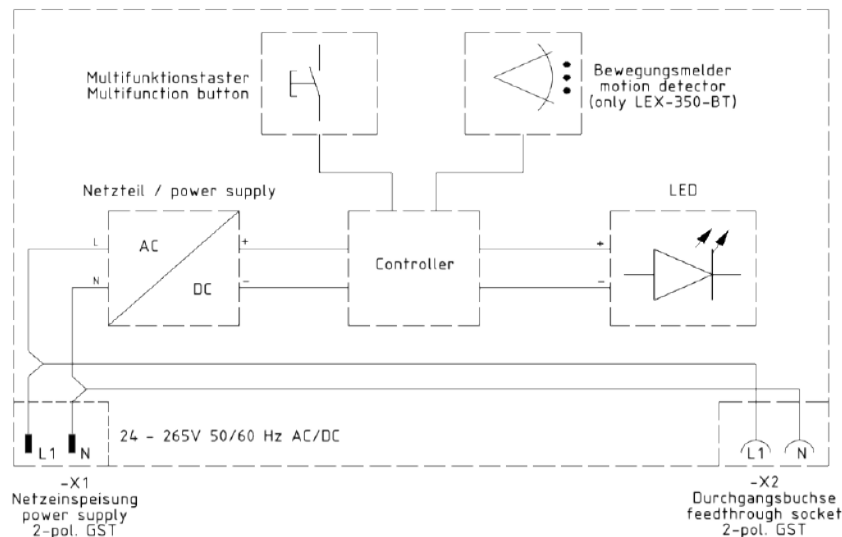 Multifunktionstaster
Multifunction button
Bewegungsmelder
motion detector
(only LEX-350-BT)
Netzteil / power supply
LED
L
AC
+
Controller
+
N
DC
-
-
L1
N
24 - 265V 50/60 Hz AC/DC
L1
N
-X1
Netzeinspeisung
power supply
2-pol. GST
-X2
Durchgangsbuchse
feedthrough socket
2-pol. GST